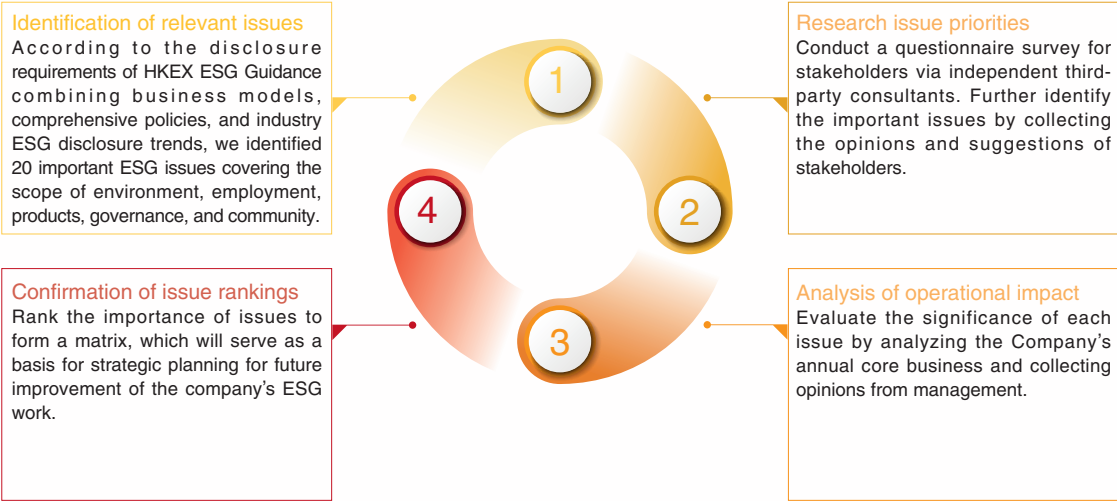 Identification of relevant issues
According to the disclosure
requirements of HKEX ESG Guidance
combining business models,
comprehensive policies, and industry
ESG disclosure trends, we identified
20 important ESG issues covering the
scope of environment, employment,
products, governance, and community.
1
Research issue priorities
Conduct a questionnaire survey for
stakeholders via independent third-
party consultants. Further identify
the important issues by collecting
the opinions and suggestions of
stakeholders.
2
Analysis of operational impact
Evaluate the significance of each
issue by analyzing the Company's
annual core business and collecting
opinions from management.
3
Confirmation of issue rankings
Rank the importance of issues to
form a matrix, which will serve as a
basis for strategic planning for future
improvement of the company's ESG
work.
4